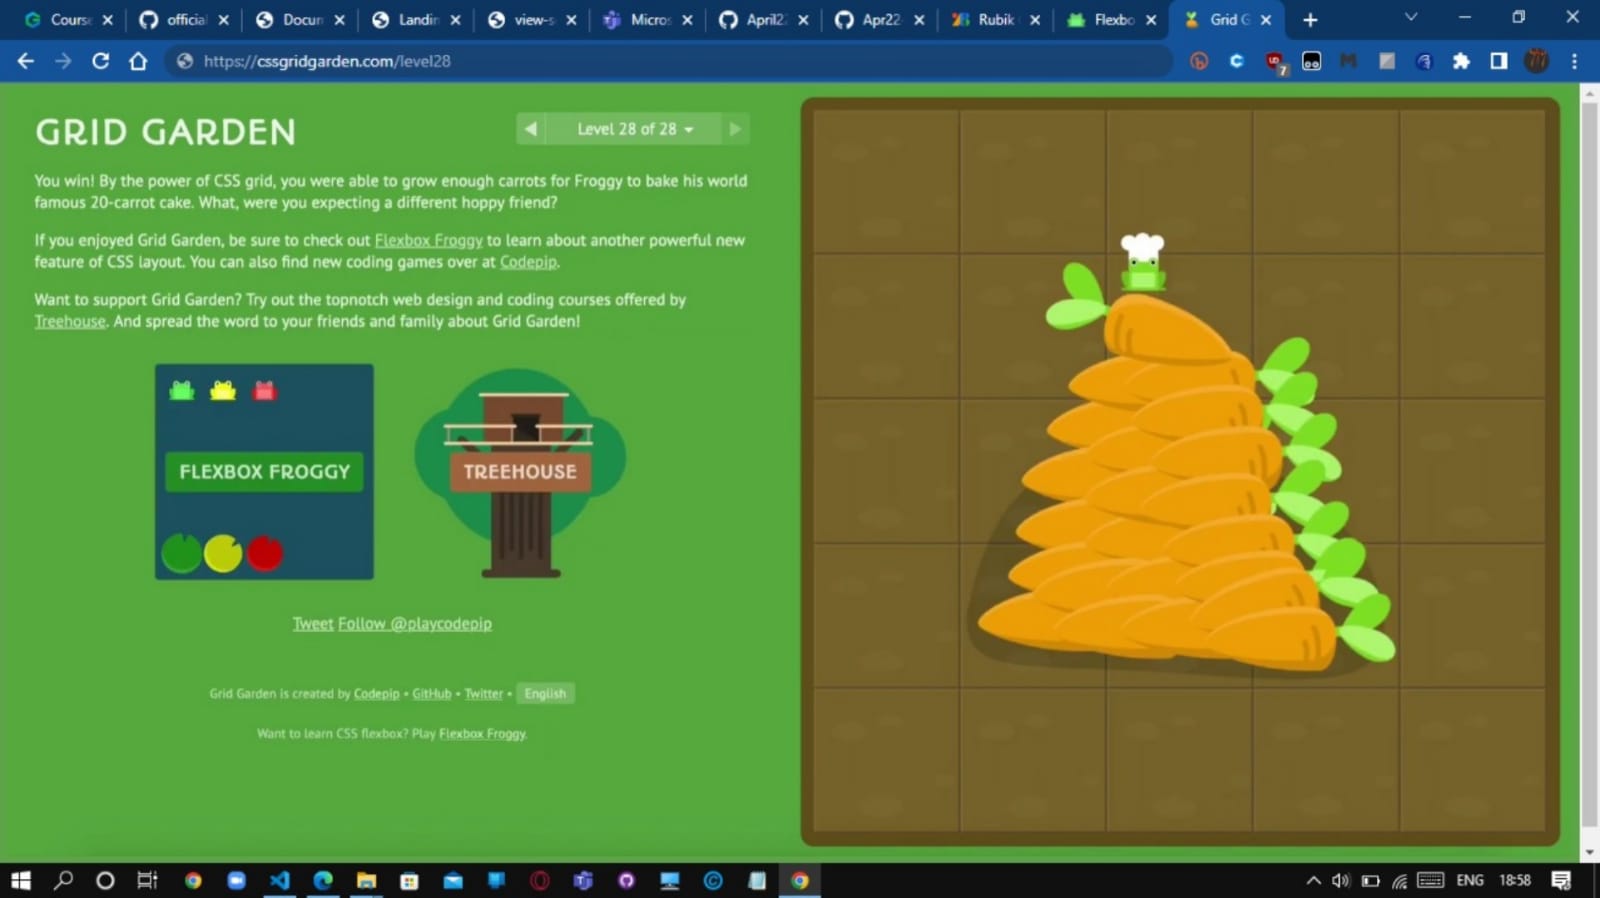 Course
official
Docum
Landin
view-s
Micros
April22
Apr22
Rubik
Flexbo
Grid G
https://cssgridgarden.com/level28
7
GRID GARDEN
Level 28 of 28
You win! By the power of CSS grid, you were able to grow enough carrots for Froggy to bake his world
famous 20-carrot cake. What, were you expecting a different hoppy friend?
If you enjoyed Grid Garden, be sure to check out Flexbox Froggy to learn about another powerful new
feature of CSS layout. You can also find new coding games over at Codepip.
Want to support Grid Garden? Try out the topnotch web design and coding courses offered by
Treehouse. And spread the word to your friends and family about Grid Garden!
FLEXBOX FROGGY
TREEHOUSE
Tweet Follow @playcodepip
Grid Garden is created by Codepip • GitHub • Twitter • English
Want to learn CSS flexbox? Play Flexbox Froggy.
ENG 18:58